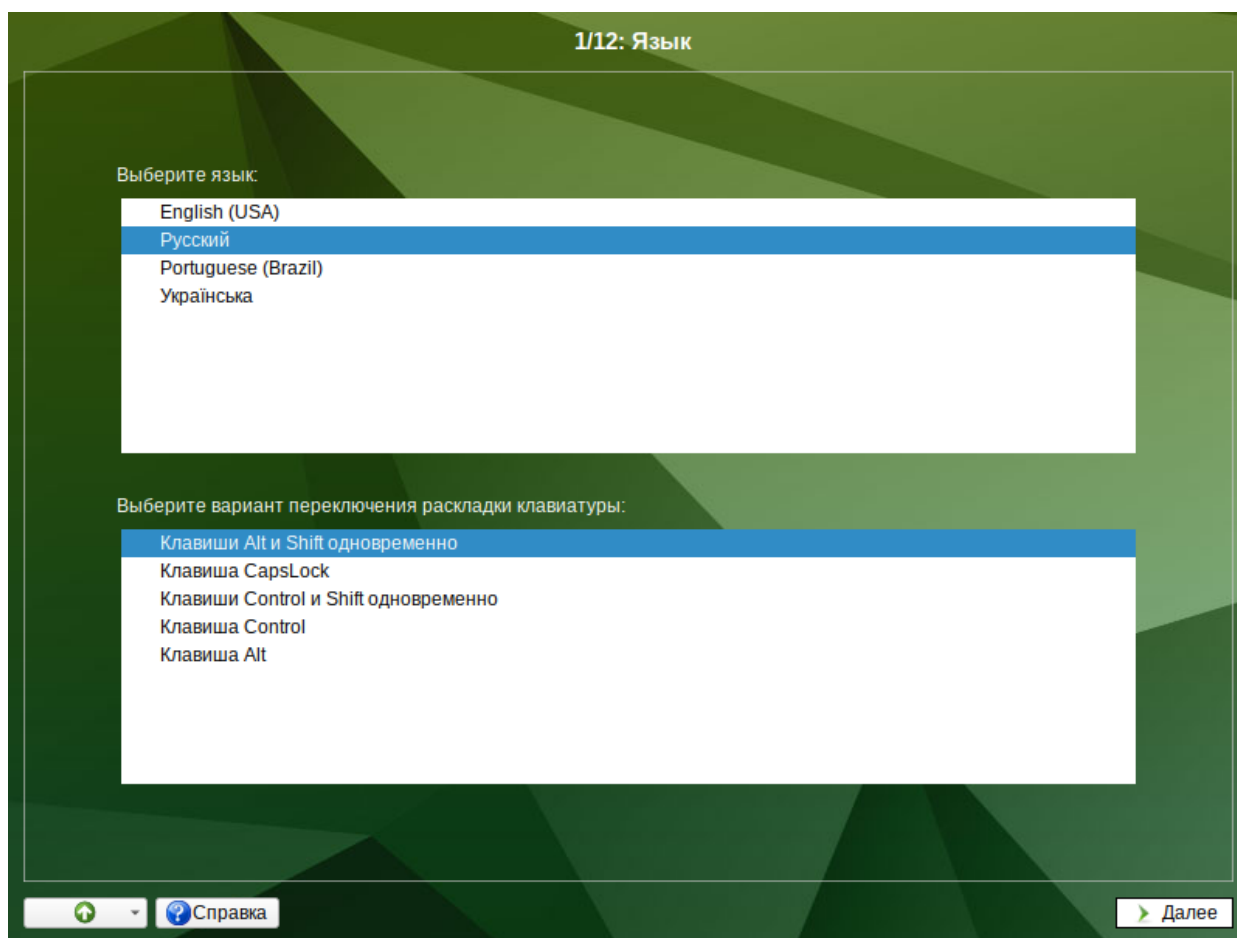 1/12: Язык
Выберите язык:
English (USA)
Русский
Portuguese (Brazil)
Українська
Выберите вариант переключения раскладки клавиатуры:
Клавиши Alt и Shift одновременно
Клавиша CapsLock
Клавиши Control и Shift одновременно
Клавиша Control
Клавиша Alt
Справка
Далее